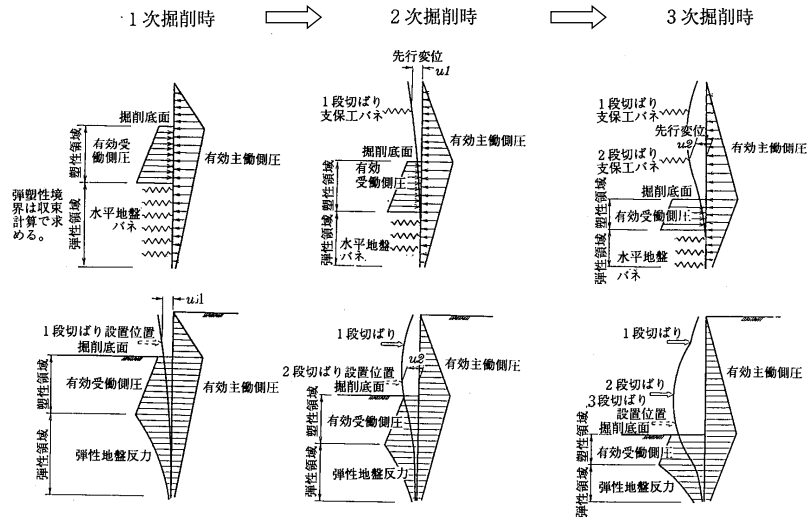 1次掘削時
2次掘削時
3次掘削時
掘削底面
塑性領域
有効受
働側圧
有効主働側圧
弾塑性境
界は収束
計算で求
める。
弾性領域
水平地盤
バネ
先行変位
u1
1段切ばり
支保工バネ
有効主働側圧
掘削底面
塑性領域
有効
受働側圧
弾性領域
水平地盤
バネ
1段切ばり
支保工バネ
先行変位
u2
有効主働側圧
2段切ばり
支保工バネ
掘削底面
塑性領域
有効受働側圧
弾性領域
水平地盤
バネ
u1
1段切ばり設置位置
掘削底面
塑性領域
有効受働側圧
有効主働側圧
弾性領域
弾性地盤反力
1段切ばり
u2
有効主働側圧
2段切ばり設置位置
掘削底面
塑性領域
有効受働側圧
弾性領域
弾性地盤反力
1段切ばり
有効主働側圧
2段切ばり
3段切ばり
設置位置
掘削底面
塑性領域
有効受働側圧
弾性領域
弾性地盤反力